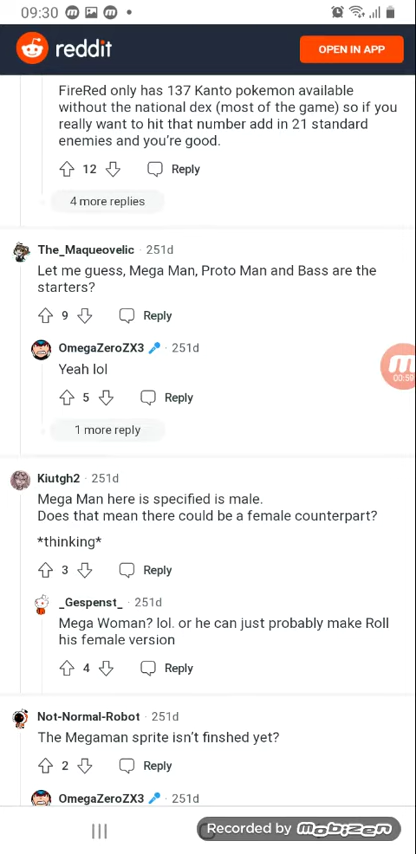 09:30
reddit
OPEN IN APP
FireRed only has 137 Kanto pokemon available
without the national dex (most of the game) so if you
really want to hit that number add in 21 standard
enemies and you're good.
12 Reply
4 more replies
The_Maqueovelic · 251d
Let me guess, Mega Man, Proto Man and Bass are the
starters?
9 Reply
OmegaZeroZX3 · 251d
Yeah lol
5 Reply
1 more reply
Kiutgh2 · 251d
Mega Man here is specified is male.
Does that mean there could be a female counterpart?
*thinking*
3 Reply
_Gespenst_ · 251d
Mega Woman? lol. or he can just probably make Roll
his female version
4 Reply
Not-Normal-Robot · 251d
The Megaman sprite isn't finshed yet?
2 Reply
OmegaZeroZX3 · 251d
00:59
Recorded by mobizen